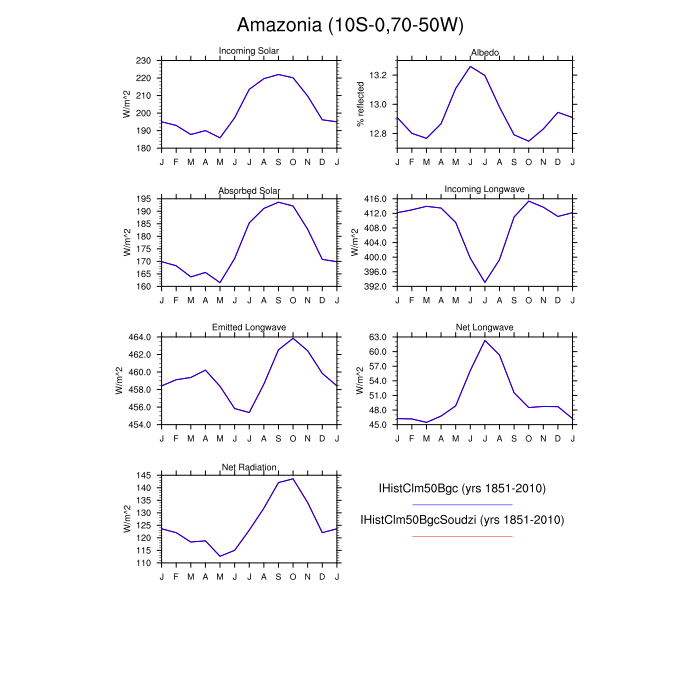 Amazonia (10S-0,70-50W)
Incoming Solar
W/m^2
230
220
210
200
190
180
J F M A M J J A S O N D J
Albedo
% reflected
13.2
13.0
12.8
J F M A M J J A S O N D J
Absorbed Solar
W/m^2
195
190
185
180
175
170
165
160
J F M A M J J A S O N D J
Incoming Longwave
W/m^2
416.0
412.0
408.0
404.0
400.0
396.0
392.0
J F M A M J J A S O N D J
Emitted Longwave
W/m^2
464.0
462.0
460.0
458.0
456.0
454.0
J F M A M J J A S O N D J
Net Longwave
W/m^2
63.0
60.0
57.0
54.0
51.0
48.0
45.0
J F M A M J J A S O N D J
Net Radiation
W/m^2
145
140
135
130
125
120
115
110
J F M A M J J A S O N D J
IHistClm50Bgc (yrs 1851-2010)
IHistClm50BgcSoudzi (yrs 1851-2010)